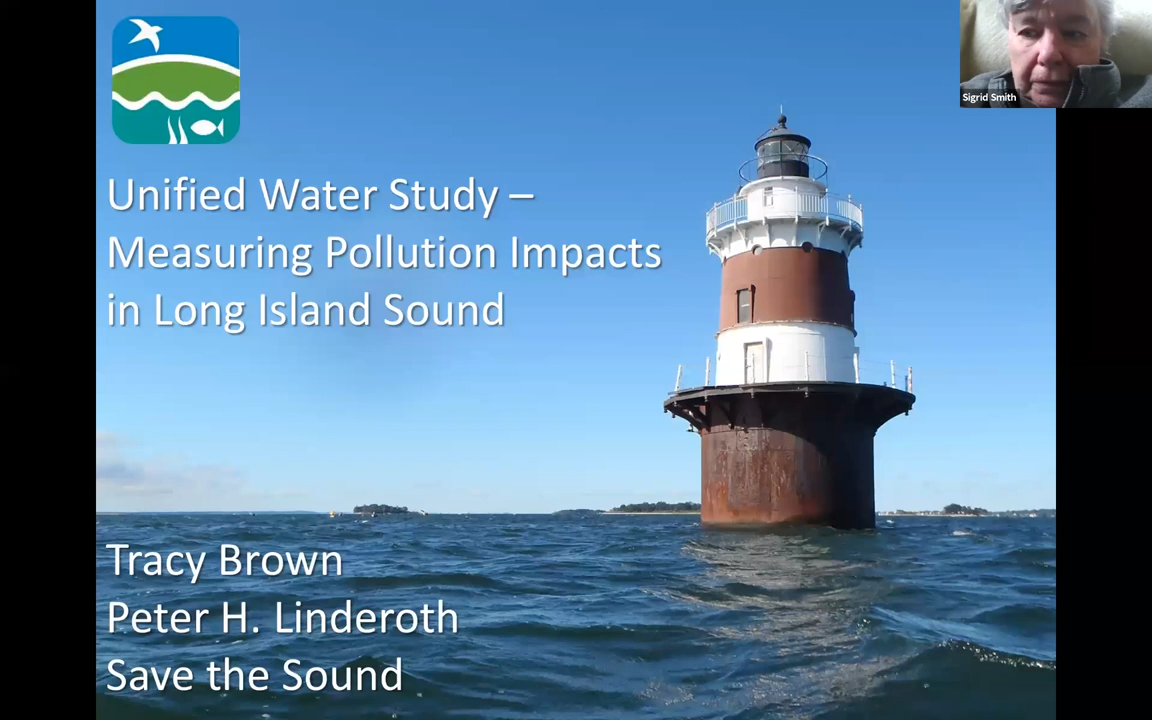 Sigrid Smith
Unified Water Study –
Measuring Pollution Impacts
in Long Island Sound
Tracy Brown
Peter H. Linderoth
Save the Sound